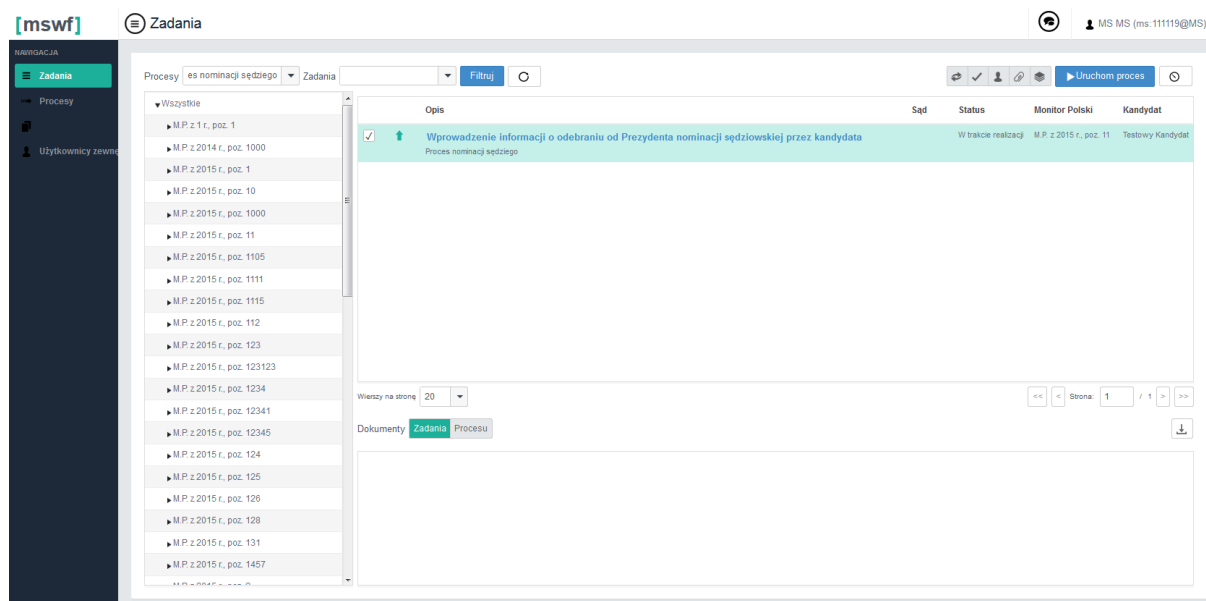 [mswf]
Zadania
MS MS (ms:111119@MS)
NAWIGACJA
Zadania
Procesy
Użytkownicy zewnę
Procesy es nominacji sędziego Zadania Filtruj Uruchom proces
Wszystkie
M.P. z 1 r., poz. 1
M.P. z 2014 r., poz. 1000
M.P. z 2015 r., poz. 1
M.P. z 2015 r., poz. 10
M.P. z 2015 r., poz. 1000
M.P. z 2015 r., poz. 11
M.P. z 2015 r., poz. 1105
M.P. z 2015 r., poz. 1111
M.P. z 2015 r., poz. 1115
M.P. z 2015 r., poz. 112
M.P. z 2015 r., poz. 123
M.P. z 2015 r., poz. 123123
M.P. z 2015 r., poz. 1234
M.P. z 2015 r., poz. 12341
M.P. z 2015 r., poz. 12345
M.P. z 2015 r., poz. 124
M.P. z 2015 r., poz. 125
M.P. z 2015 r., poz. 126
M.P. z 2015 r., poz. 128
M.P. z 2015 r., poz. 131
M.P. z 2015 r., poz. 1457
Opis Sąd Status Monitor Polski Kandydat
Wprowadzenie informacji o odebraniu od Prezydenta nominacji sędziowskiej przez kandydata W trakcie realizacji M.P. z 2015 r., poz. 11 Testowy Kandydat
Proces nominacji sędziego
Wierszy na stronę 20 << < Strona: 1 / 1 > >>
Dokumenty Zadania Procesu